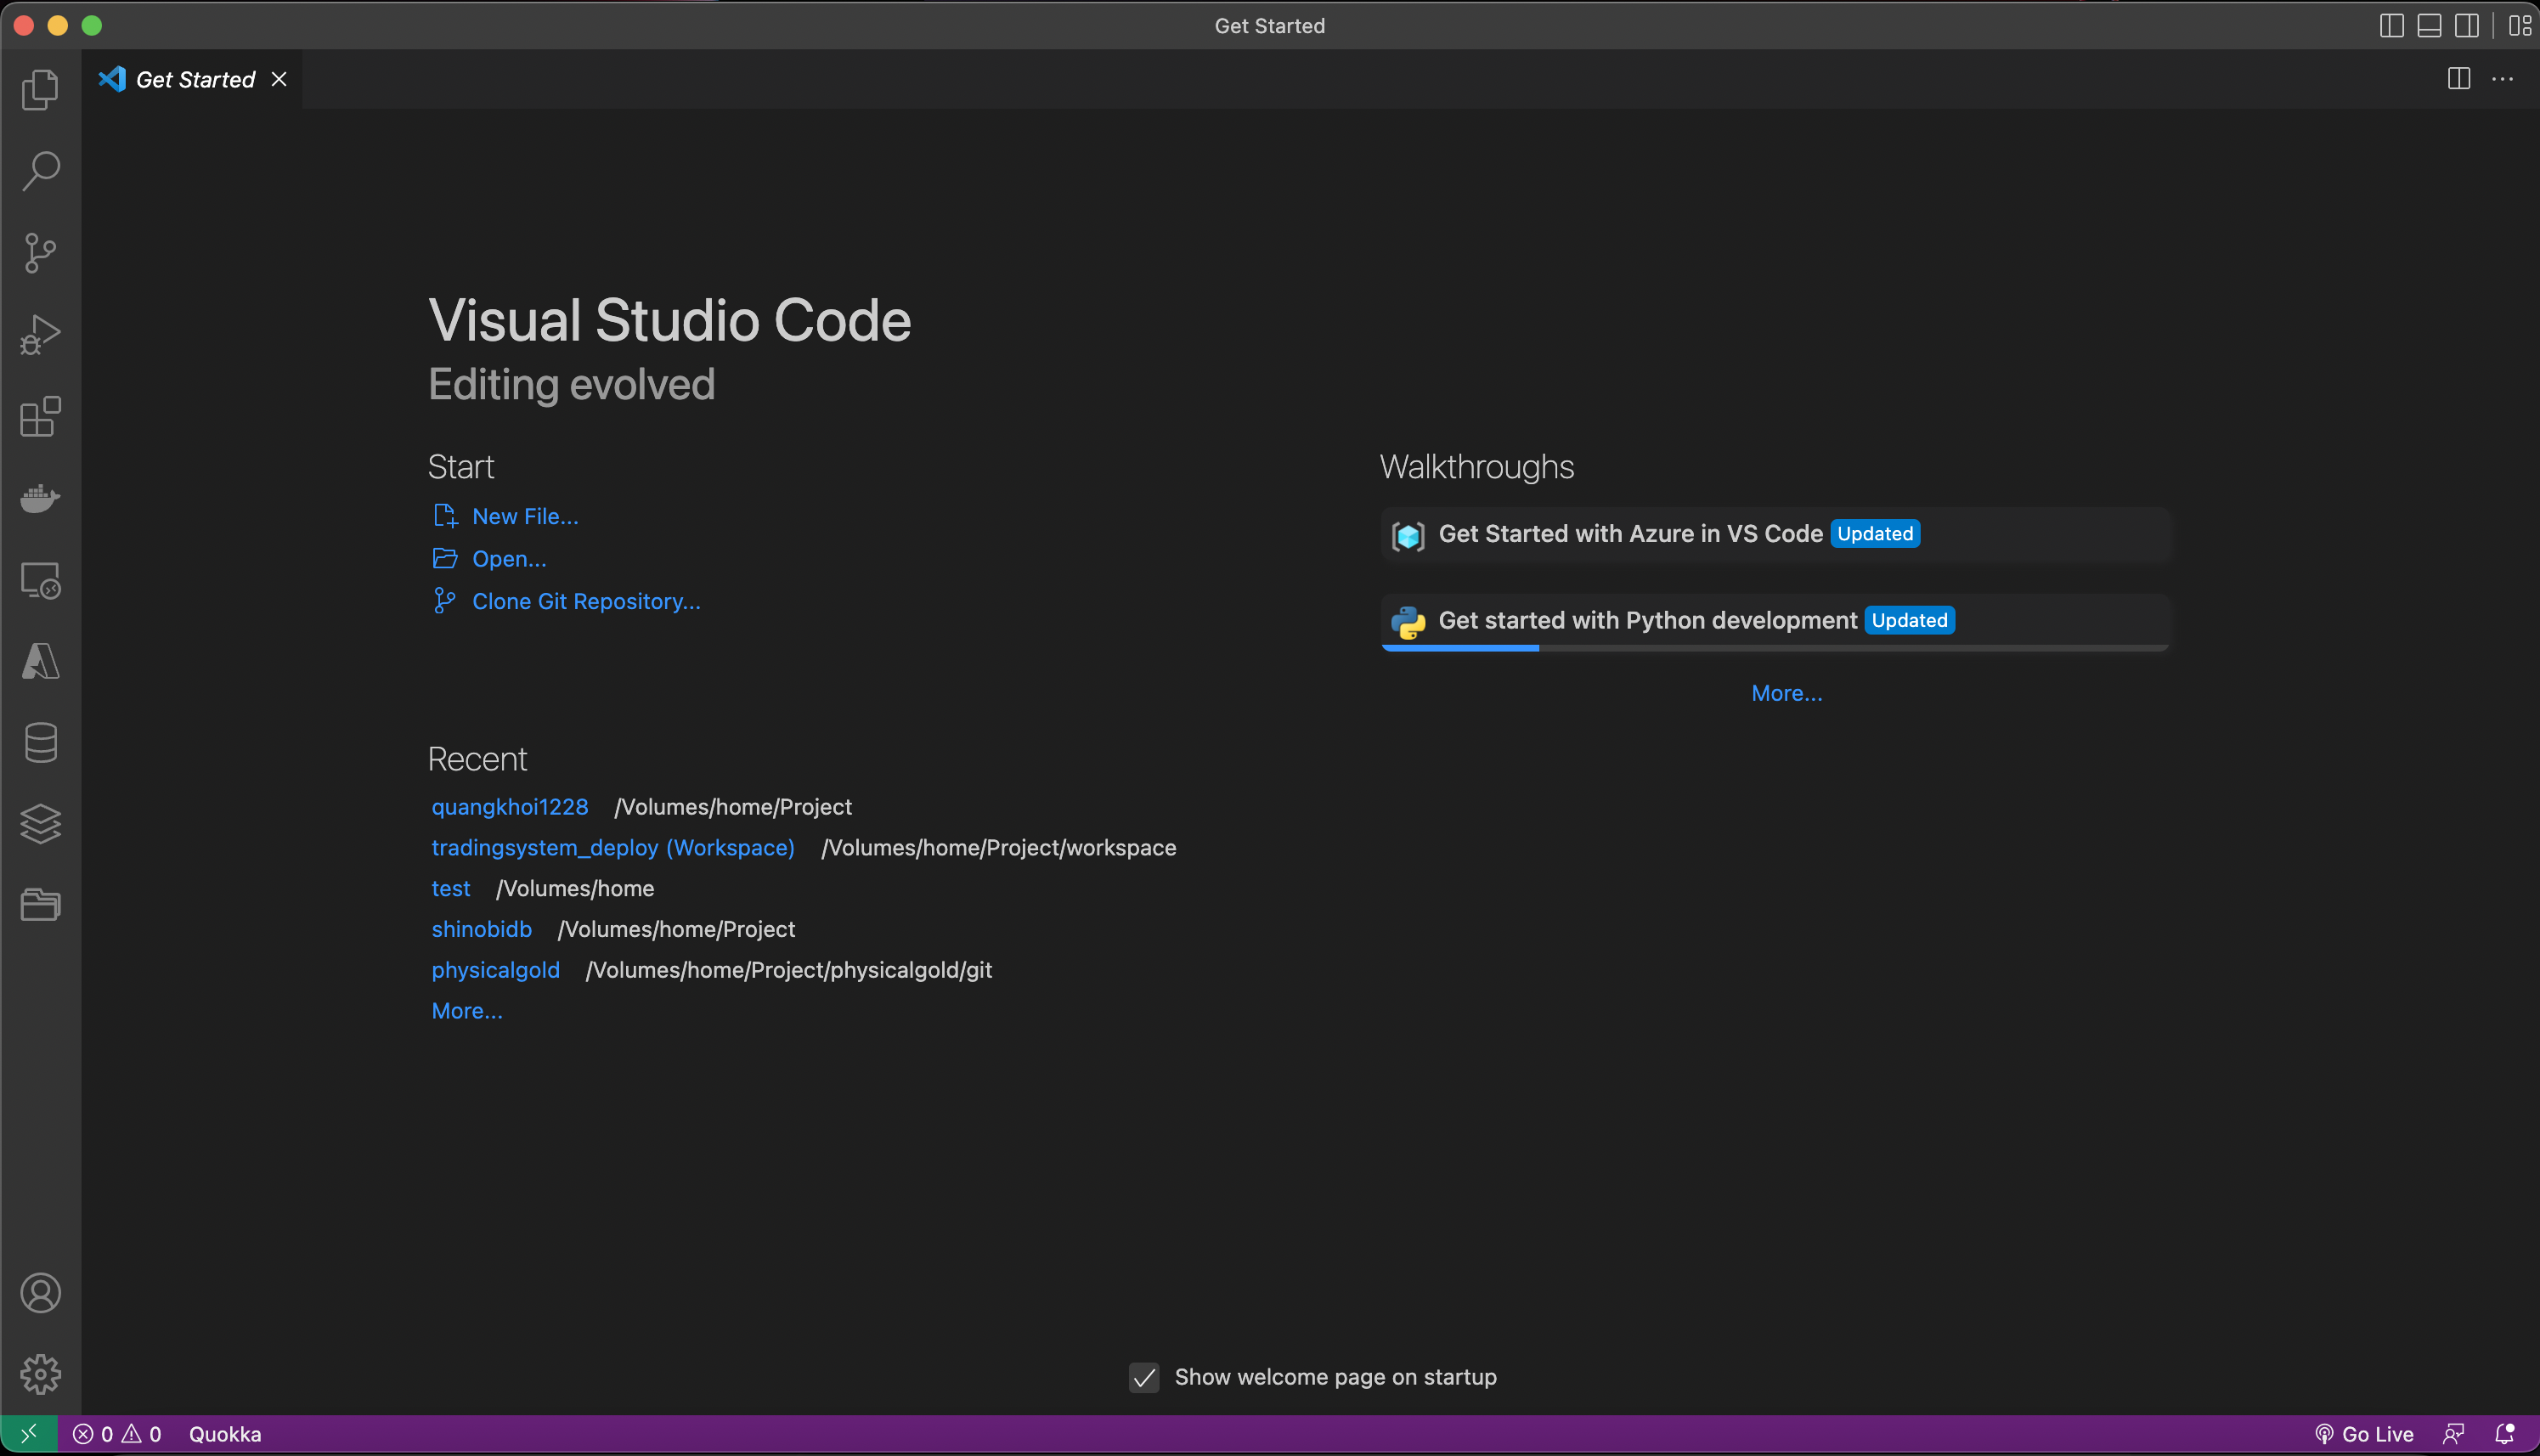 Get Started
Get Started
Visual Studio Code
Editing evolved
Start
New File...
Open...
Clone Git Repository...
Recent
quangkhoi1228 /Volumes/home/Project
tradingsystem_deploy (Workspace) /Volumes/home/Project/workspace
test /Volumes/home
shinobidb /Volumes/home/Project
physicalgold /Volumes/home/Project/physicalgold/git
More...
Walkthroughs
Get Started with Azure in VS Code Updated
Get started with Python development Updated
More...
Show welcome page on startup
0 0 Quokka Go Live